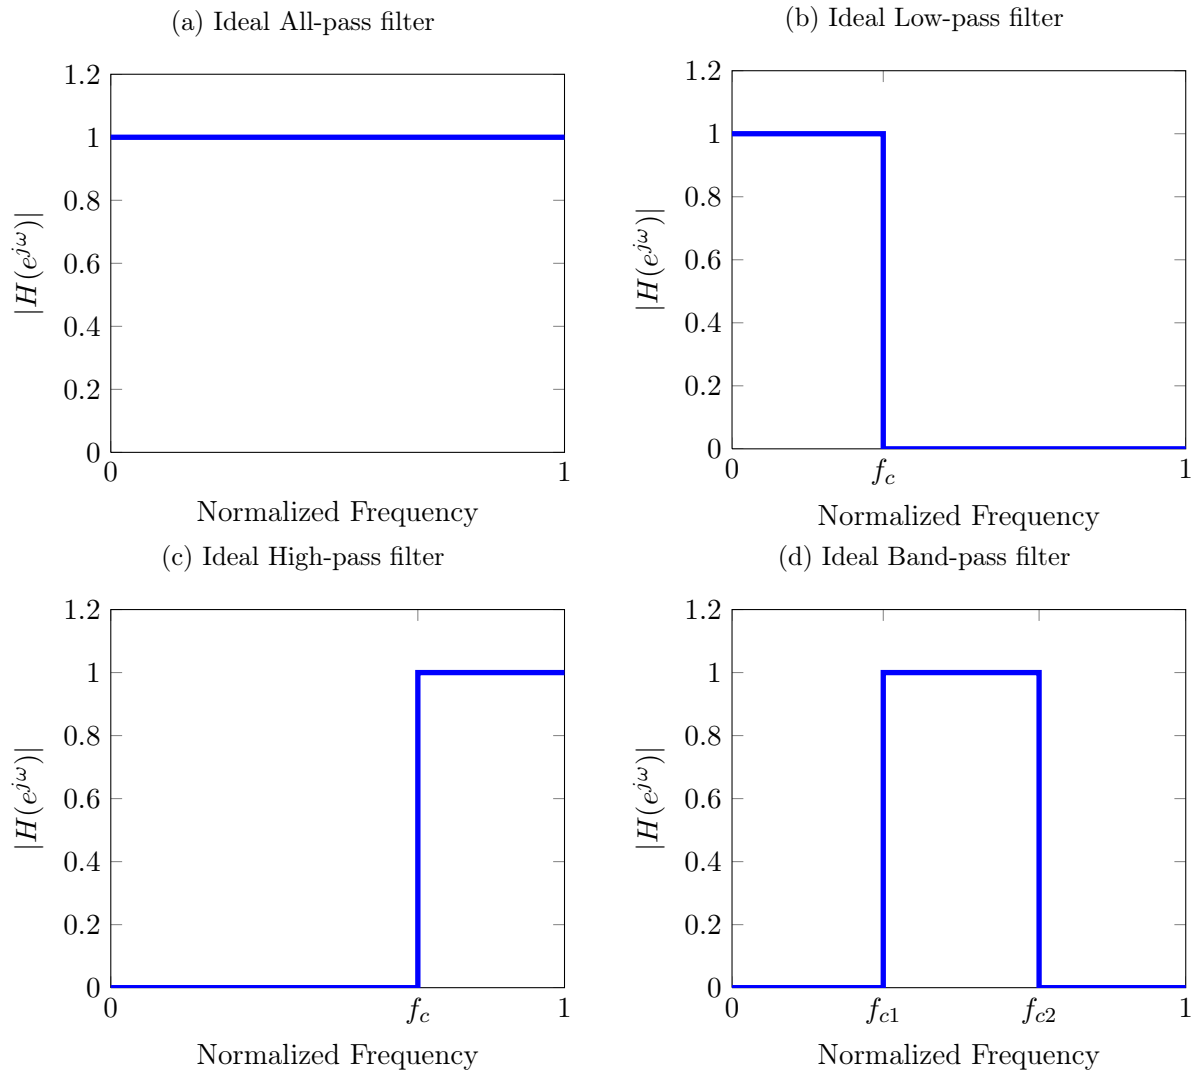 (a) Ideal All-pass filter
1.2
1
0.8
0.6
0.4
0.2
0
0 1
|H(e^{jω})|
Normalized Frequency
(b) Ideal Low-pass filter
1.2
1
0.8
0.6
0.4
0.2
0
0 f_c 1
|H(e^{jω})|
Normalized Frequency
(c) Ideal High-pass filter
1.2
1
0.8
0.6
0.4
0.2
0
0 f_c 1
|H(e^{jω})|
Normalized Frequency
(d) Ideal Band-pass filter
1.2
1
0.8
0.6
0.4
0.2
0
0 f_{c1} f_{c2} 1
|H(e^{jω})|
Normalized Frequency